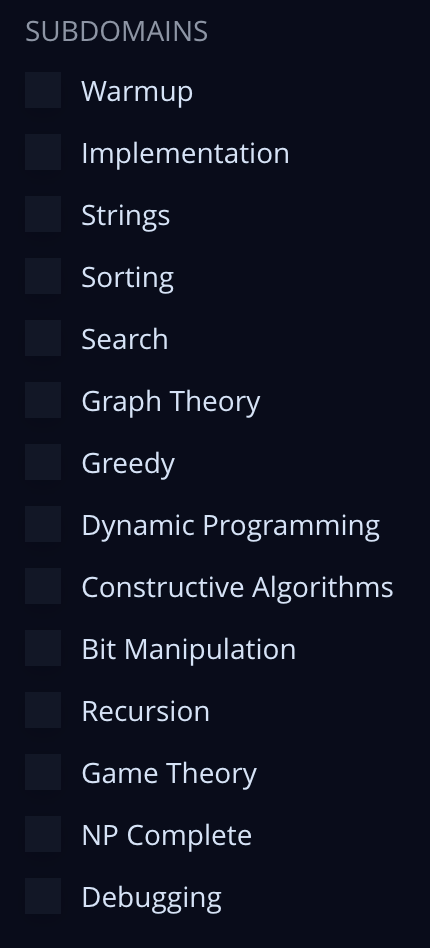 SUBDOMAINS
Warmup
Implementation
Strings
Sorting
Search
Graph Theory
Greedy
Dynamic Programming
Constructive Algorithms
Bit Manipulation
Recursion
Game Theory
NP Complete
Debugging